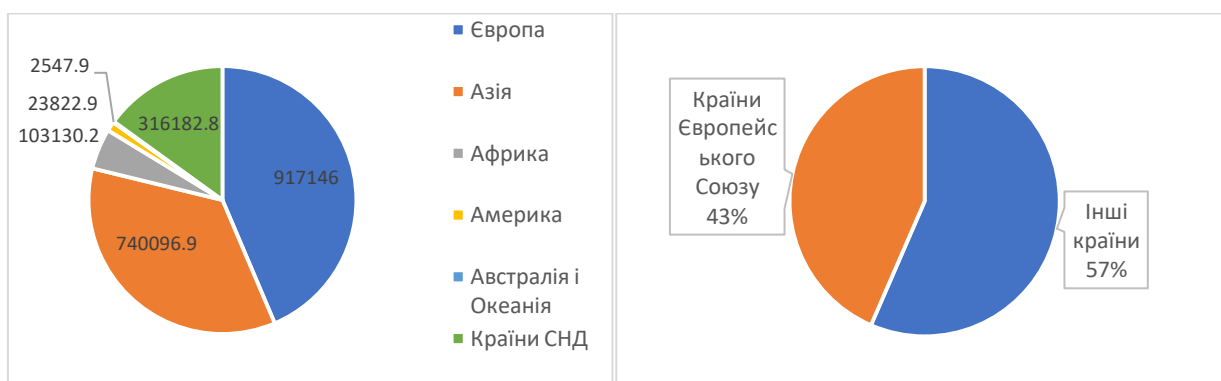 2547.9
23822.9
103130.2
316182.8
917146
740096.9
Європа
Азія
Африка
Америка
Австралія і
Океанія
Країни СНД
Країни
Європейс
ького
Союзу
43%
Інші
країни
57%